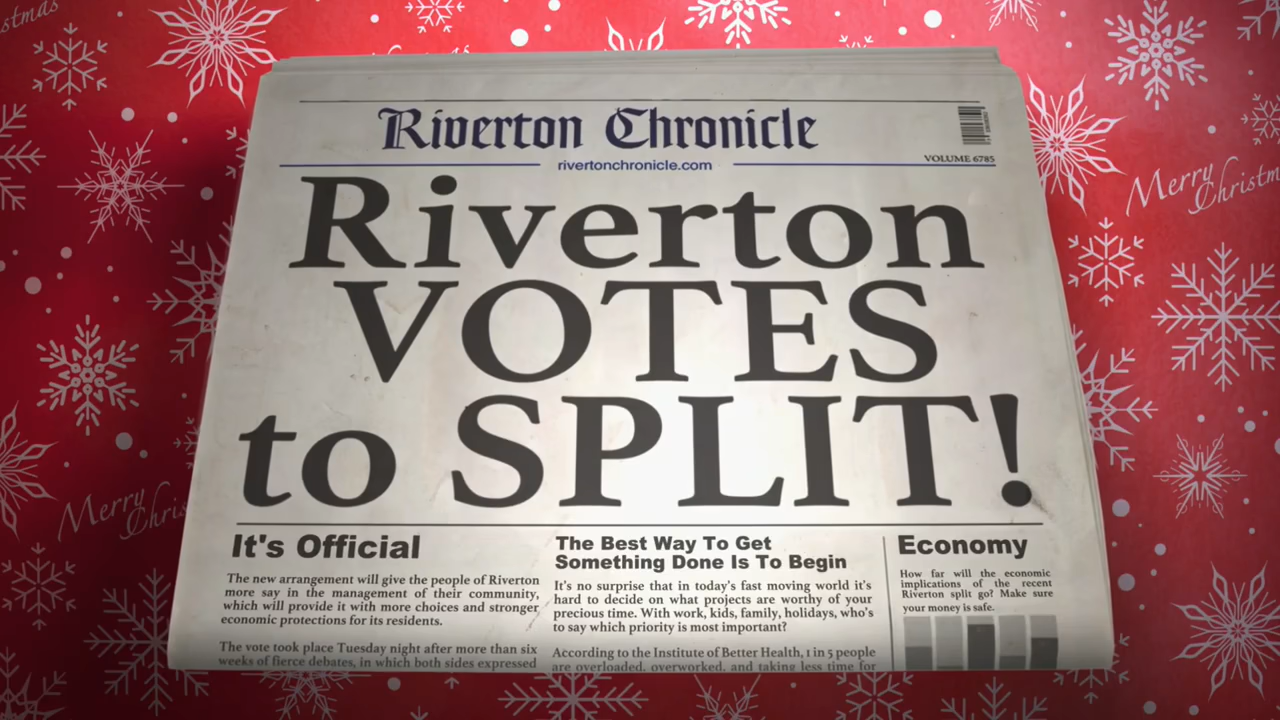 stmas
Riverton Chronicle
rivertonchronicle.com
VOLUME 6785
Merry
Christm
Riverton
VOTES
to SPLIT!
Merry
Chris
It's Official
The new arrangement will give the people of Riverton
more say in the management of their community,
which will provide it with more choices and stronger
economic protections for its residents.
The vote took place Tuesday night after more than six
weeks of fierce debates, in which both sides expressed
The Best Way To Get
Something Done Is To Begin
It's no surprise that in today's fast moving world it's
hard to decide on what projects are worthy of your
precious time. With work, kids, family, holidays, who's
to say which priority is most important?
According to the Institute of Better Health, 1 in 5 people
are overloaded, overworked, and taking less time for
Economy
How far will the economic
implications of the recent
Riverton split go? Make sure
your money is safe.